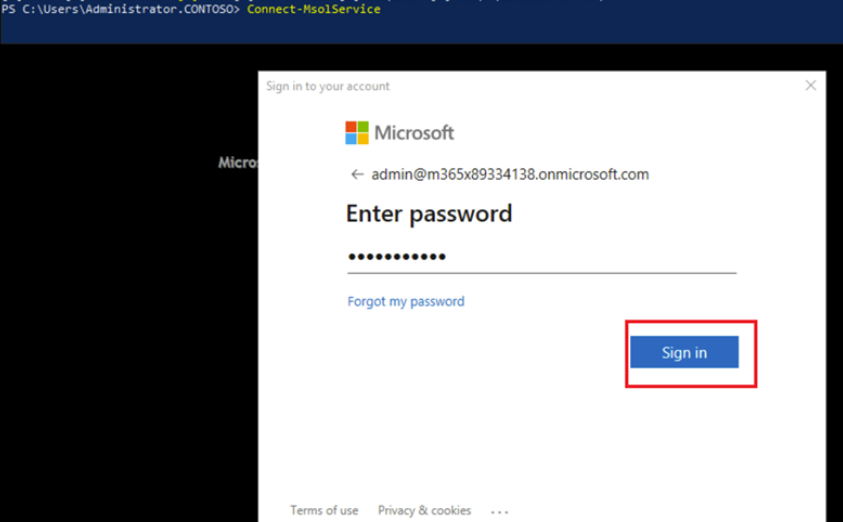 PS C:\Users\Administrator.CONTOSO> Connect-MsolService
Sign in to your account
Microsoft
← admin@m365x89334138.onmicrosoft.com
Enter password
•••••••••••
Forgot my password
Sign in
Terms of use Privacy & cookies ...